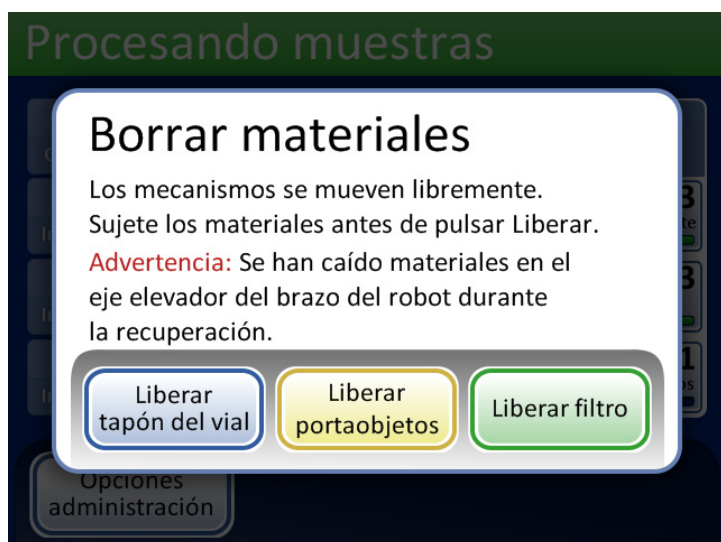 Procesando muestras
Borrar materiales
Los mecanismos se mueven libremente.
Sujete los materiales antes de pulsar Liberar.
Advertencia: Se han caído materiales en el
eje elevador del brazo del robot durante
la recuperación.
Liberar
tapón del vial
Liberar
portaobjetos
Liberar filtro
Opciones
administración